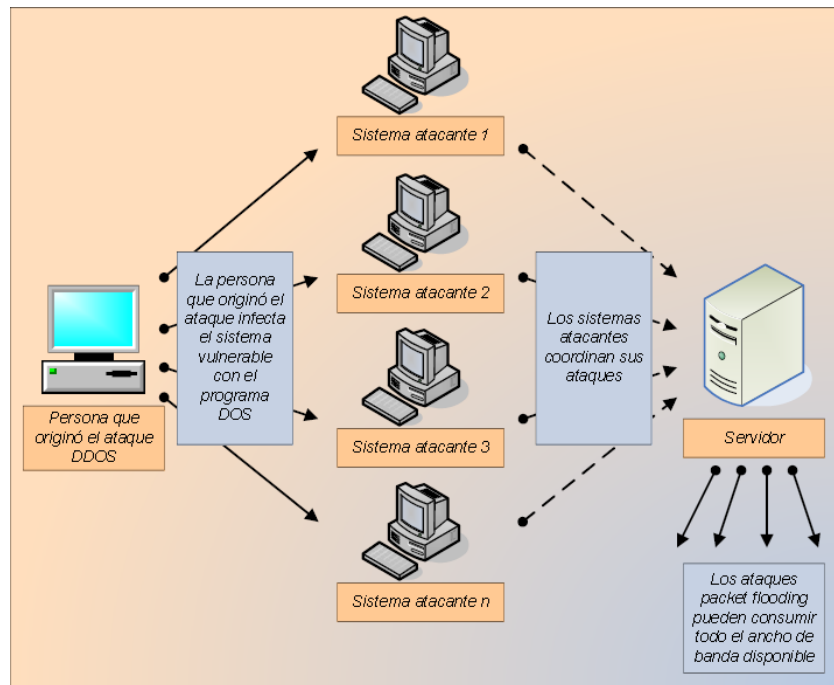 Sistema atacante 1
Sistema atacante 2
La persona
que originó el
ataque infecta
el sistema
vulnerable
con el
programa
DOS
Los sistemas
atacantes
coordinan sus
ataques
Persona que
originó el ataque
DDOS
Sistema atacante 3
Servidor
Sistema atacante n
Los ataques
packet flooding
pueden consumir
todo el ancho de
banda disponible